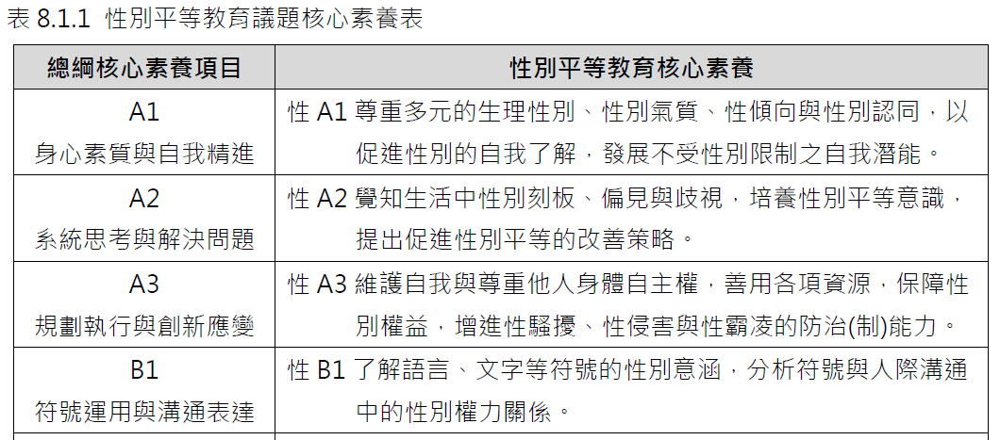 表 8.1.1 性別平等教育議題核心素養表
總綱核心素養項目
性別平等教育核心素養
A1
身心素質與自我精進
性 A1 尊重多元的生理性別、性別氣質、性傾向與性別認同，以
促進性別的自我了解，發展不受性別限制之自我潛能。
A2
系統思考與解決問題
性 A2 覺知生活中性別刻板、偏見與歧視，培養性別平等意識，
提出促進性別平等的改善策略。
A3
規劃執行與創新應變
性 A3 維護自我與尊重他人身體自主權，善用各項資源，保障性
別權益，增進性騷擾、性侵害與性霸凌的防治(制)能力。
B1
符號運用與溝通表達
性 B1 了解語言、文字等符號的性別意涵，分析符號與人際溝通
中的性別權力關係。